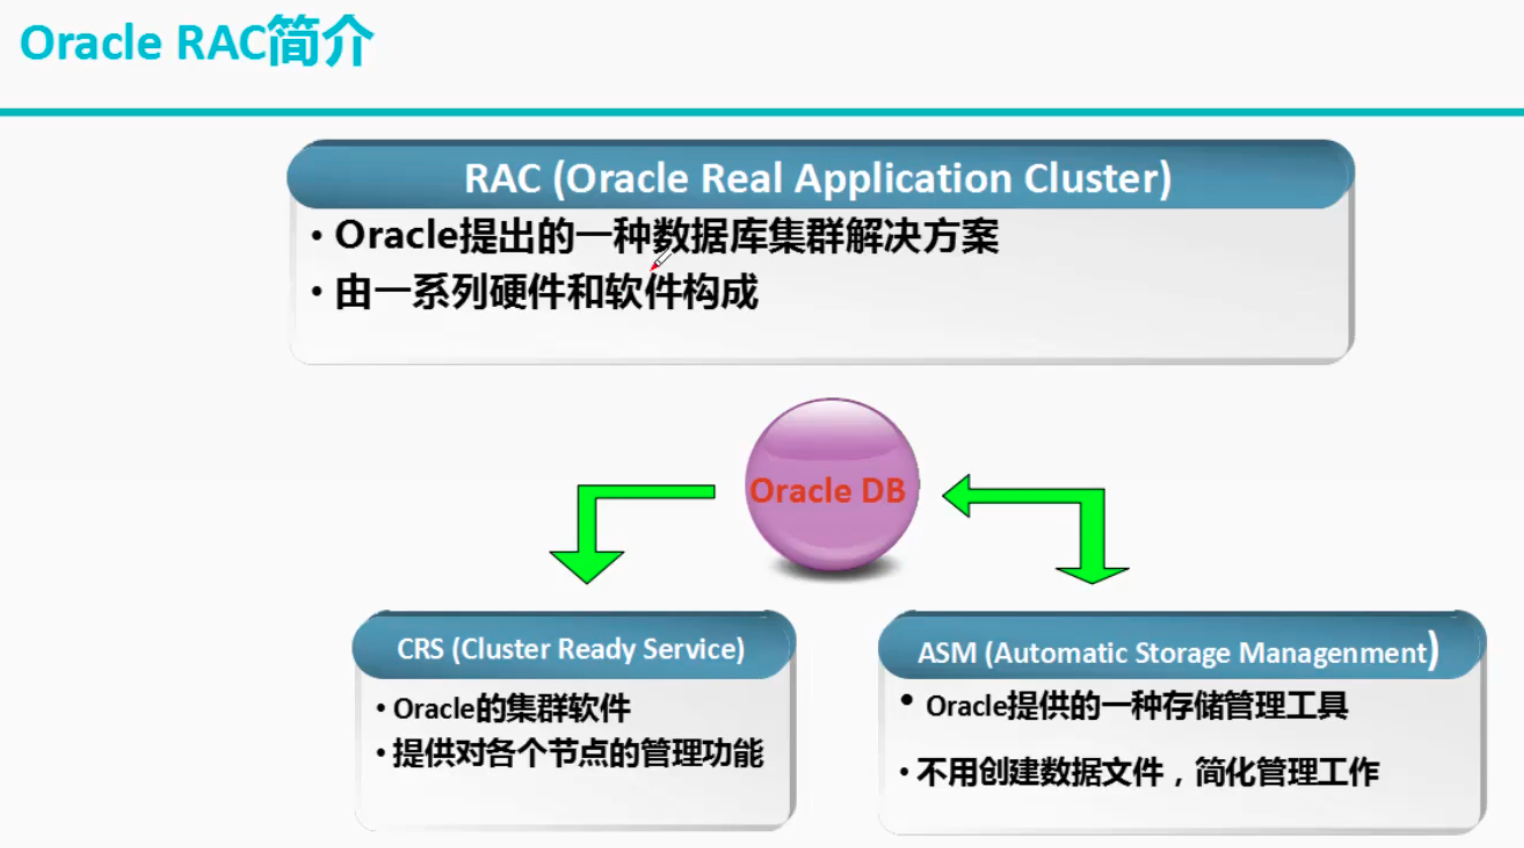 Oracle RAC简介
RAC (Oracle Real Application Cluster)
• Oracle提出的一种数据库集群解决方案
• 由一系列硬件和软件构成
Oracle DB
CRS (Cluster Ready Service)
• Oracle的集群软件
• 提供对各个节点的管理功能
ASM (Automatic Storage Managenment)
• Oracle提供的一种存储管理工具
• 不用创建数据文件，简化管理工作